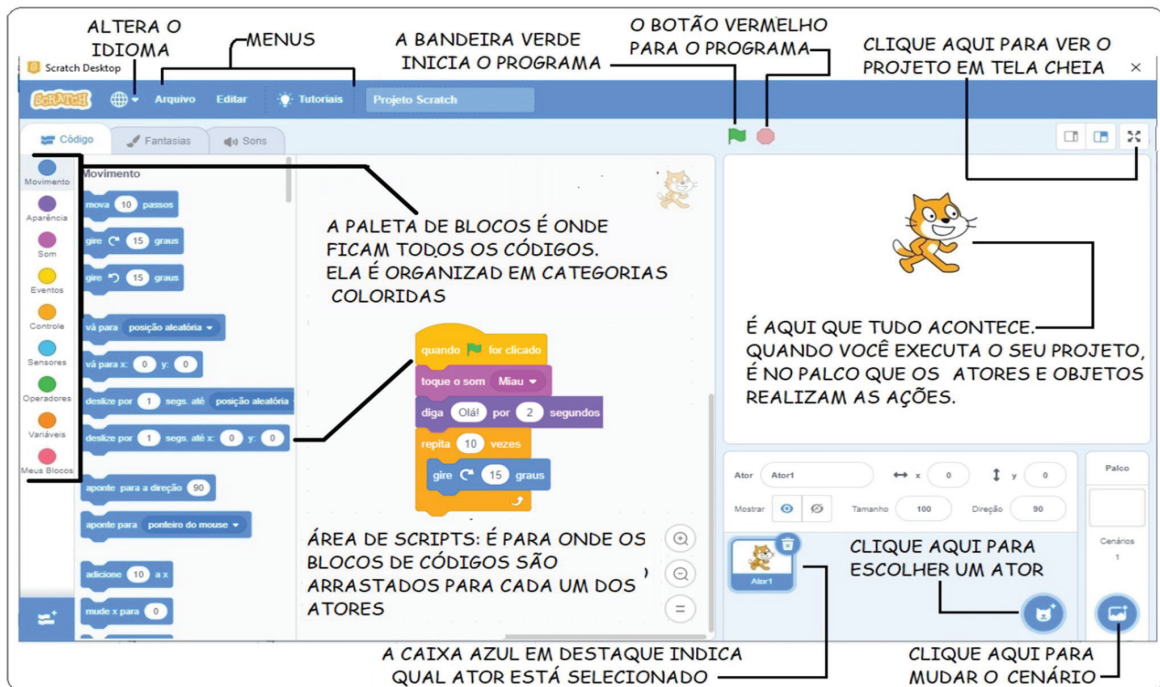 ALTERA O
IDIOMA
MENUS
A BANDEIRA VERDE
INICIA O PROGRAMA
O BOTÃO VERMELHO
PARA O PROGRAMA
CLIQUE AQUI PARA VER O
PROJETO EM TELA CHEIA
Scratch Desktop
SCRATCH
Arquivo
Editar
Tutoriais
Projeto Scratch
Código
Fantasias
Sons
Movimento
Aparência
Som
Eventos
Controle
Sensores
Operadores
Variáveis
Meus Blocos
Movimento
mova 10 passos
gire 15 graus
gire 15 graus
vá para posição aleatória
vá para x: 0 y: 0
deslize por 1 segs. até posição aleatória
deslize por 1 segs. até x: 0 y: 0
aponte para a direção 90
aponte para ponteiro do mouse
adicione 10 a x
mude x para 0
A PALETA DE BLOCOS É ONDE
FICAM TODOS OS CÓDIGOS.
ELA É ORGANIZAD EM CATEGORIAS
COLORIDAS
quando for clicado
toque o som Miau
diga Olá! por 2 segundos
repita 10 vezes
gire 15 graus
ÁREA DE SCRIPTS: É PARA ONDE OS
BLOCOS DE CÓDIGOS SÃO
ARRASTADOS PARA CADA UM DOS
ATORES
É AQUI QUE TUDO ACONTECE.
QUANDO VOCÊ EXECUTA O SEU PROJETO,
É NO PALCO QUE OS ATORES E OBJETOS
REALIZAM AS AÇÕES.
Ator Ator1 x 0 y 0
Mostrar Tamanho 100 Direção 90
Ator1
CLIQUE AQUI PARA
ESCOLHER UM ATOR
Palco
Cenários
1
A CAIXA AZUL EM DESTAQUE INDICA
QUAL ATOR ESTÁ SELECIONADO
CLIQUE AQUI PARA
MUDAR O CENÁRIO